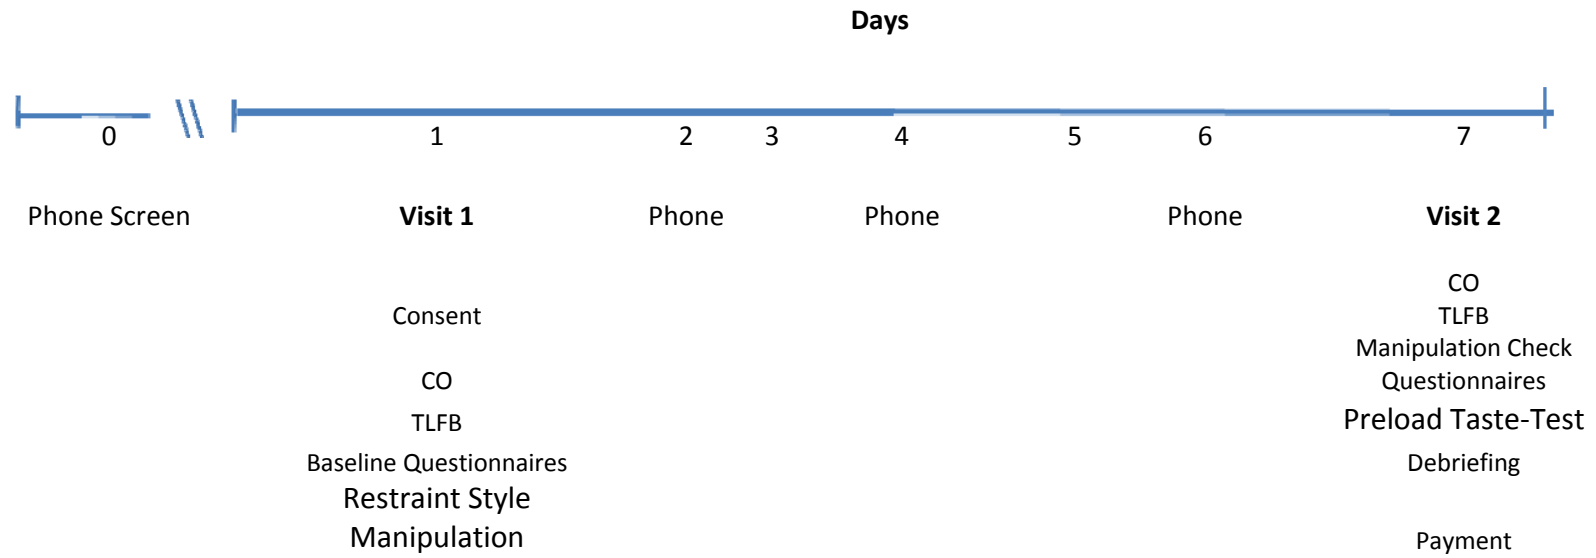 Days
0 1 2 3 4 5 6 7
Phone Screen Visit 1 Phone Phone Phone Visit 2
Consent
CO
TLFB
Baseline Questionnaires
Restraint Style
Manipulation
CO
TLFB
Manipulation Check
Questionnaires
Preload Taste-Test
Debriefing
Payment